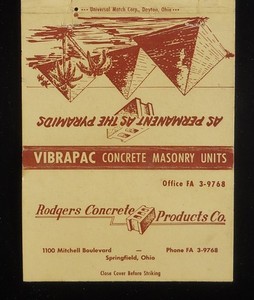 Universal Match Corp., Dayton, Ohio
AS PERMANENT AS THE PYRAMIDS
VIBRAPAC CONCRETE MASONRY UNITS
Office FA 3-9768
Rodgers Concrete Products Co.
1100 Mitchell Boulevard — Phone FA 3-9768
Springfield, Ohio
Close Cover Before Striking